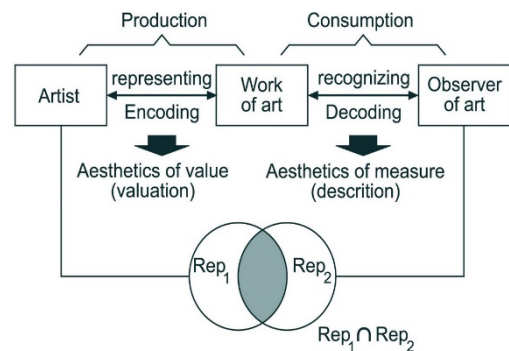 Production
Consumption
Artist
representing
Encoding
Work
of art
recognizing
Decoding
Observer
of art
Aesthetics of value
(valuation)
Aesthetics of measure
(descrition)
Rep1
Rep2
Rep1 ∩ Rep2